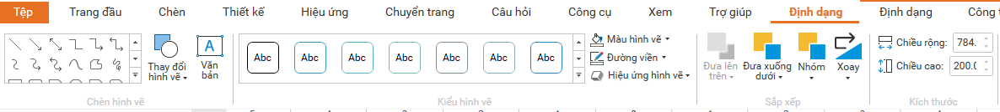 Tệp Trang đầu Chèn Thiết kế Hiệu ứng Chuyển trang Câu hỏi Công cụ Xem Trợ giúp Định dạng Định dạng Công t
Thay đổi hình vẽ
Văn bản
Abc Abc Abc Abc Abc Abc Abc
Màu hình vẽ
Đường viền
Hiệu ứng hình vẽ
Đưa lên trên
Đưa xuống dưới
Nhóm
Xoay
Chiều rộng: 784.
Chiều cao: 200.0
Chèn hình vẽ Kiểu hình vẽ Sắp xếp Kích thước